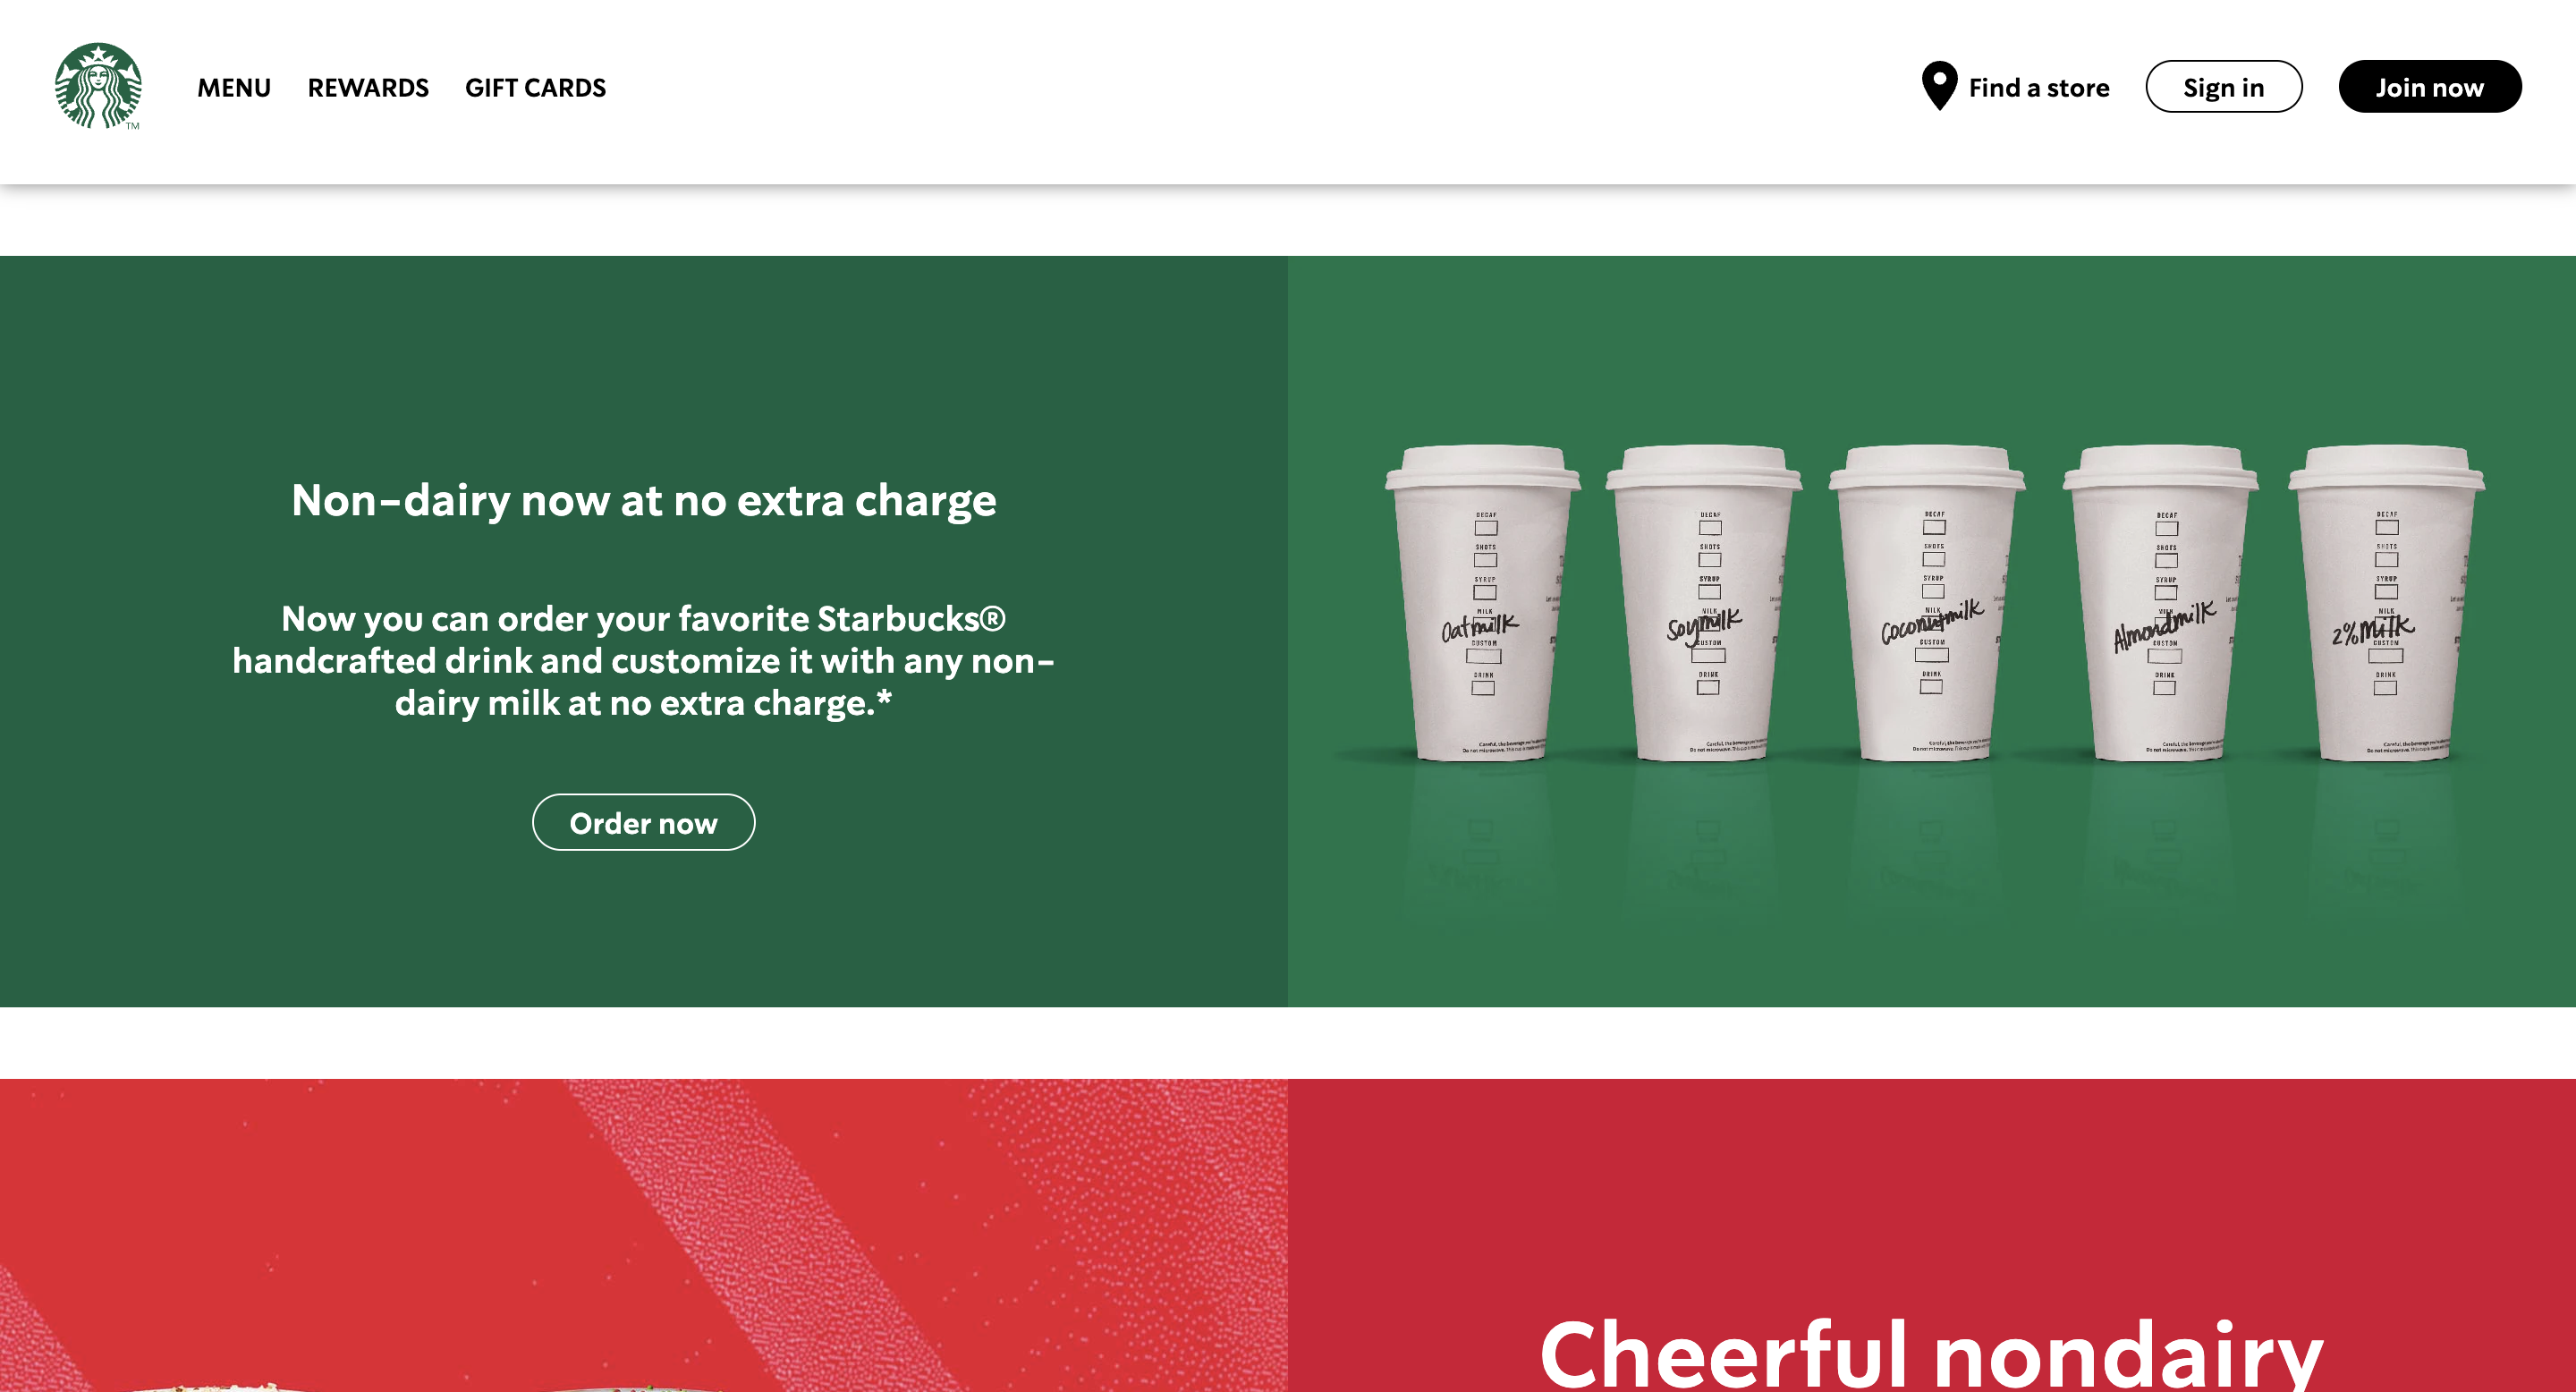 MENU REWARDS GIFT CARDS Find a store Sign in Join now
TM
Non-dairy now at no extra charge
Now you can order your favorite Starbucks®
handcrafted drink and customize it with any non-
dairy milk at no extra charge.*
Order now
DECAF
SHOTS
SYRUP
MILK
Oatmilk
CUSTOM
DRINK
DECAF
SHOTS
SYRUP
MILK
Soymilk
CUSTOM
DRINK
DECAF
SHOTS
SYRUP
MILK
Coconutmilk
CUSTOM
DRINK
DECAF
SHOTS
SYRUP
MILK
Almondmilk
CUSTOM
DRINK
DECAF
SHOTS
SYRUP
MILK
2% Milk
CUSTOM
DRINK
Cheerful nondairy